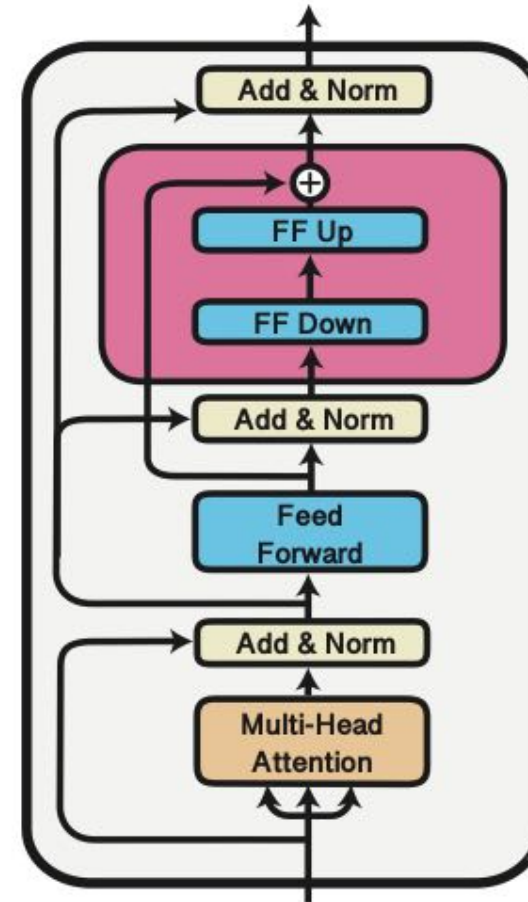 Add & Norm
FF Up
FF Down
Add & Norm
Feed
Forward
Add & Norm
Multi-Head
Attention